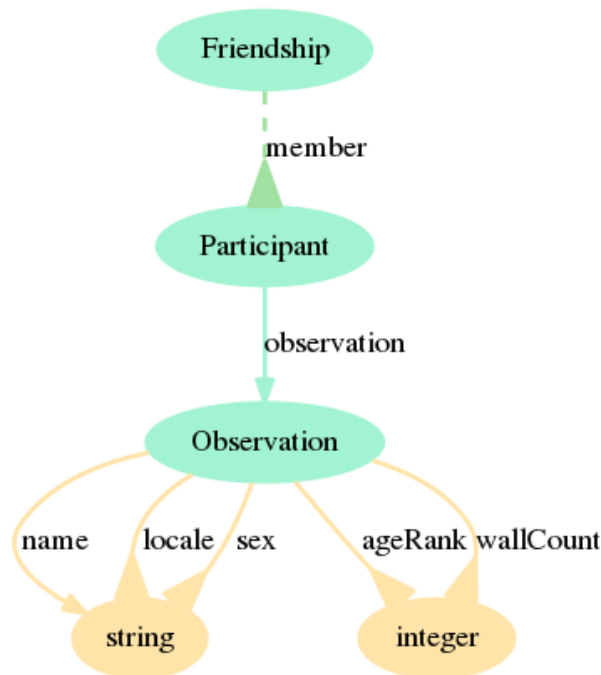 Friendship
member
Participant
observation
Observation
name
locale
sex
ageRank
wallCount
string
integer